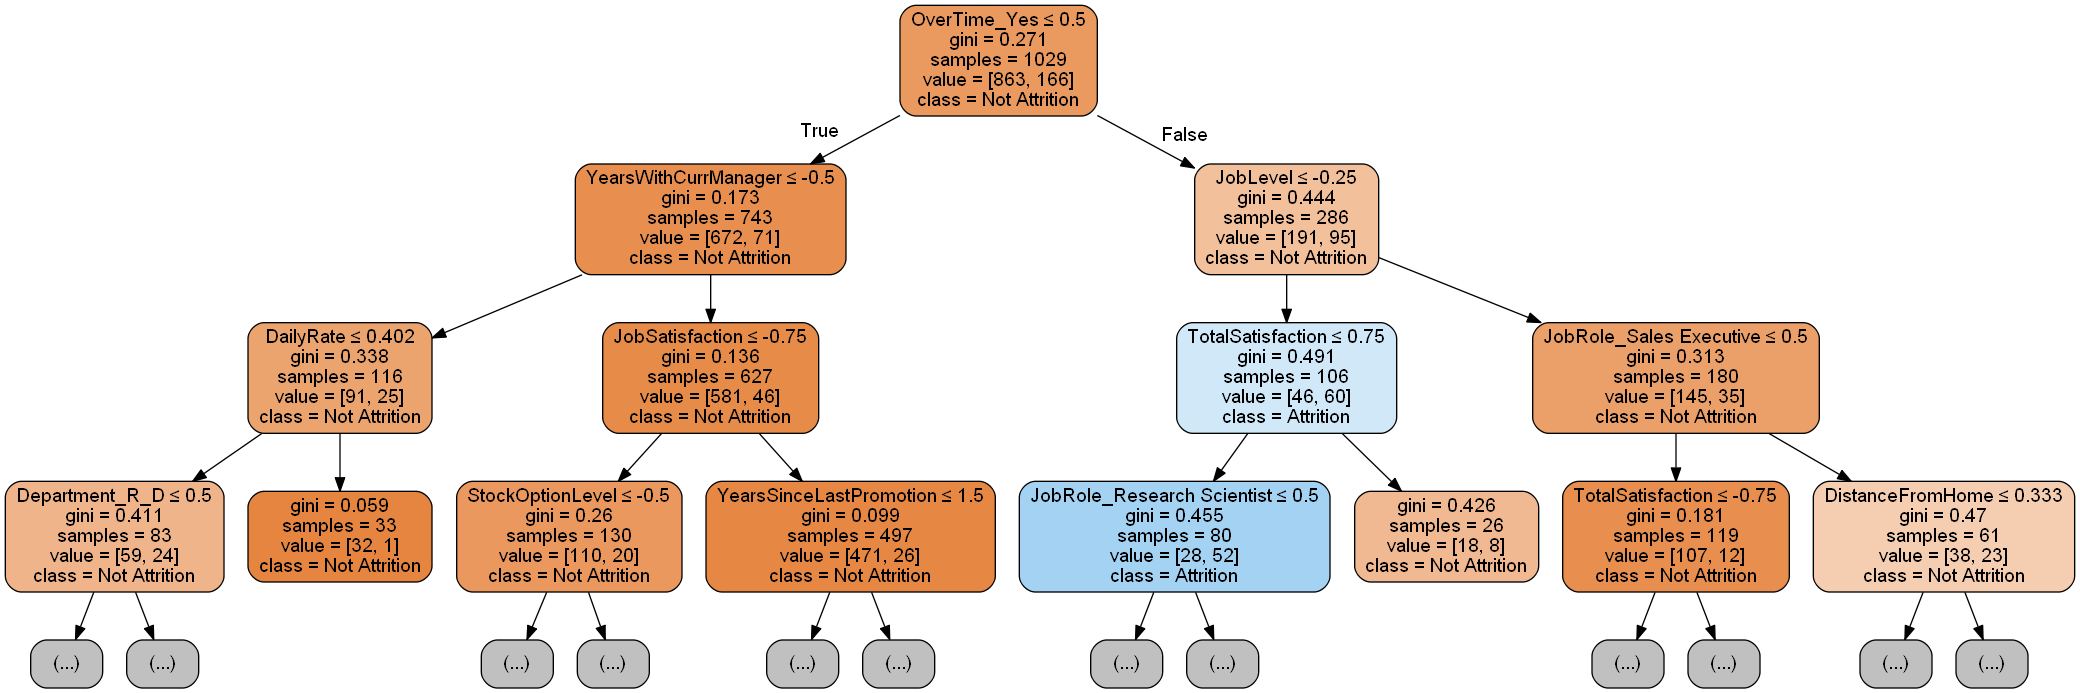 OverTime_Yes ≤ 0.5
gini = 0.271
samples = 1029
value = [863, 166]
class = Not Attrition
True
False
YearsWithCurrManager ≤ -0.5
gini = 0.173
samples = 743
value = [672, 71]
class = Not Attrition
JobLevel ≤ -0.25
gini = 0.444
samples = 286
value = [191, 95]
class = Not Attrition
DailyRate ≤ 0.402
gini = 0.338
samples = 116
value = [91, 25]
class = Not Attrition
JobSatisfaction ≤ -0.75
gini = 0.136
samples = 627
value = [581, 46]
class = Not Attrition
TotalSatisfaction ≤ 0.75
gini = 0.491
samples = 106
value = [46, 60]
class = Attrition
JobRole_Sales Executive ≤ 0.5
gini = 0.313
samples = 180
value = [145, 35]
class = Not Attrition
Department_R_D ≤ 0.5
gini = 0.411
samples = 83
value = [59, 24]
class = Not Attrition
gini = 0.059
samples = 33
value = [32, 1]
class = Not Attrition
StockOptionLevel ≤ -0.5
gini = 0.26
samples = 130
value = [110, 20]
class = Not Attrition
YearsSinceLastPromotion ≤ 1.5
gini = 0.099
samples = 497
value = [471, 26]
class = Not Attrition
JobRole_Research Scientist ≤ 0.5
gini = 0.455
samples = 80
value = [28, 52]
class = Attrition
gini = 0.426
samples = 26
value = [18, 8]
class = Not Attrition
TotalSatisfaction ≤ -0.75
gini = 0.181
samples = 119
value = [107, 12]
class = Not Attrition
DistanceFromHome ≤ 0.333
gini = 0.47
samples = 61
value = [38, 23]
class = Not Attrition
(...)
(...)
(...)
(...)
(...)
(...)
(...)
(...)
(...)
(...)
(...)
(...)